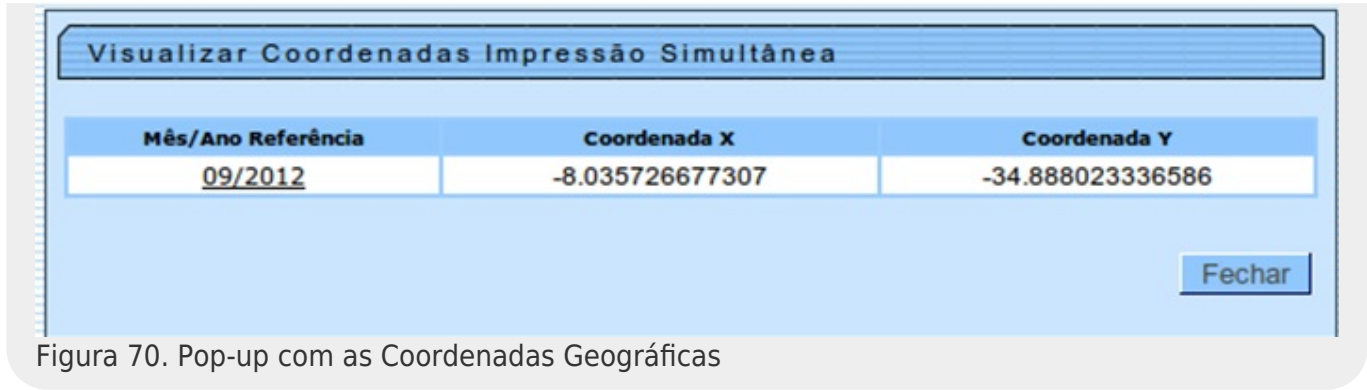 Visualizar Coordenadas Impressão Simultânea
Mês/Ano Referência Coordenada X Coordenada Y
09/2012 -8.035726677307 -34.888023336586
Fechar
Figura 70. Pop-up com as Coordenadas Geográficas